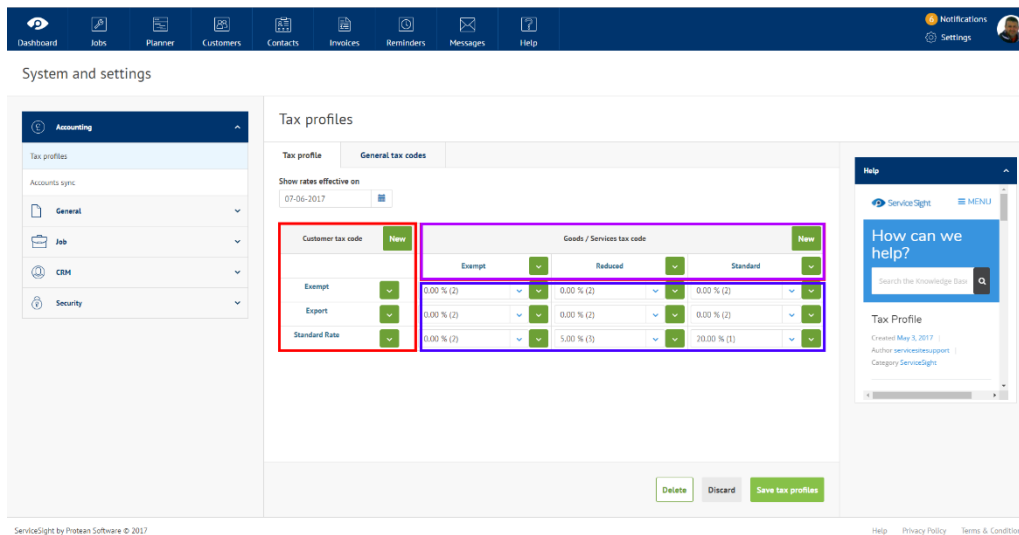 6 Notifications
Dashboard Jobs Planner Customers Contacts Invoices Reminders Messages Help
Settings
System and settings
Accounting
Tax profiles
Accounts sync
General
Job
CRM
Security
Tax profiles
Tax profile General tax codes
Show rates effective on
07-06-2017
Customer tax code New Goods / Services tax code New
Exempt Reduced Standard
Exempt 0.00 % (2) 0.00 % (2) 0.00 % (2)
Export 0.00 % (2) 0.00 % (2) 0.00 % (2)
Standard Rate 0.00 % (2) 5.00 % (3) 20.00 % (1)
Delete Discard Save tax profiles
Help
ServiceSight MENU
How can we
help?
Search the Knowledge Base
Tax Profile
Created May 3, 2017 |
Author servicesitesupport |
Category ServiceSight
ServiceSight by Protean Software © 2017
Help Privacy Policy Terms & Condition